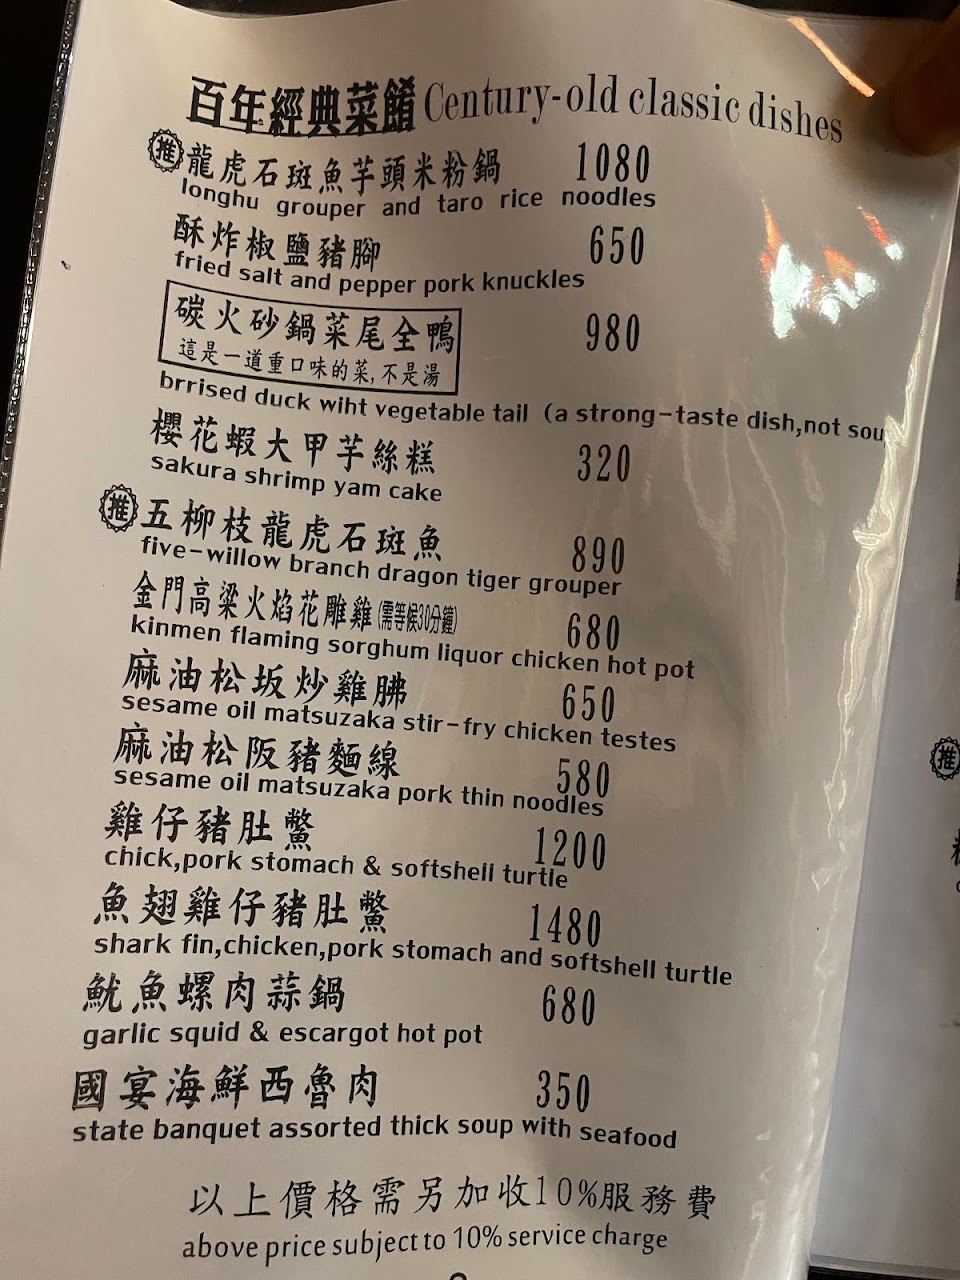 百年經典菜餚 Century-old classic dishes
推 龍虎石斑魚芋頭米粉鍋 1080
longhu grouper and taro rice noodles
酥炸椒鹽豬腳 650
fried salt and pepper pork knuckles
碳火砂鍋菜尾全鴨 980
這是一道重口味的菜,不是湯
brrised duck wiht vegetable tail (a strong-taste dish,not sou
櫻花蝦大甲芋絲糕 320
sakura shrimp yam cake
推 五柳枝龍虎石斑魚 890
five-willow branch dragon tiger grouper
金門高粱火焰花雕雞(需等候30分鐘) 680
kinmen flaming sorghum liquor chicken hot pot
麻油松坂炒雞胇 650
sesame oil matsuzaka stir-fry chicken testes
麻油松阪豬麵線 580
sesame oil matsuzaka pork thin noodles
雞仔豬肚鱉 1200
chick,pork stomach & softshell turtle
魚翅雞仔豬肚鱉 1480
shark fin,chicken,pork stomach and softshell turtle
魷魚螺肉蒜鍋 680
garlic squid & escargot hot pot
國宴海鮮西魯肉 350
state banquet assorted thick soup with seafood
以上價格需另加收10%服務費
above price subject to 10% service charge
推